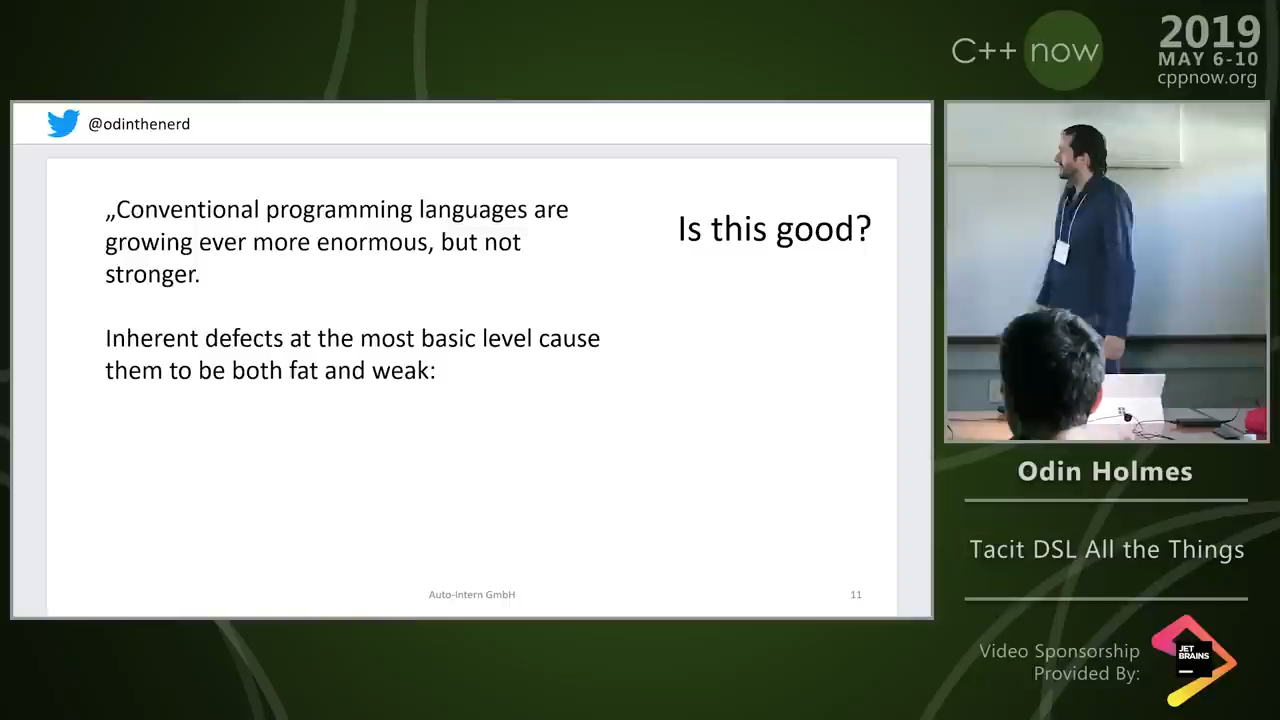 C++ now
2019
MAY 6-10
cppnow.org
@odinthenerd
„Conventional programming languages are
growing ever more enormous, but not
stronger.
Inherent defects at the most basic level cause
them to be both fat and weak:
Is this good?
Auto-Intern GmbH
11
Odin Holmes
Tacit DSL All the Things
Video Sponsorship
Provided By:
JET
BRAINS